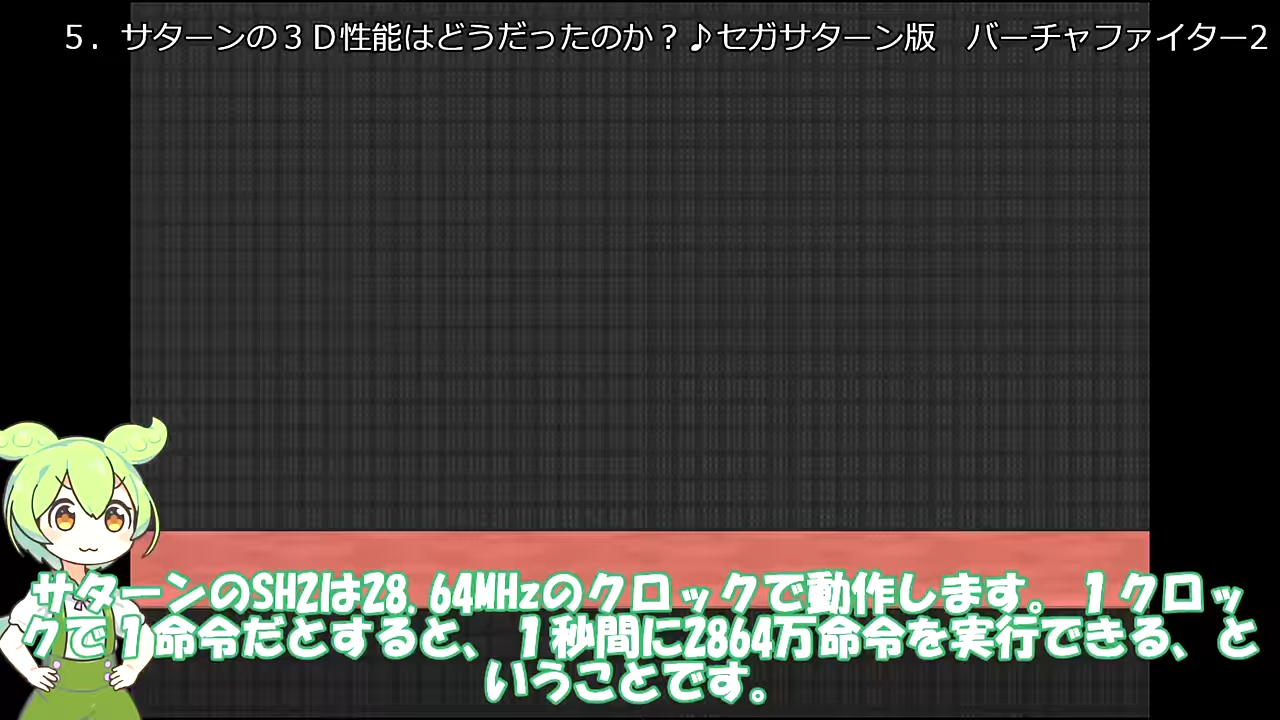 ５．サターンの３Ｄ性能はどうだったのか？♪セガサターン版　バーチャファイター2
サターンのSH2は28.64MHzのクロックで動作します。１クロッ
クで１命令だとすると、１秒間に2864万命令を実行できる、と
いうことです。